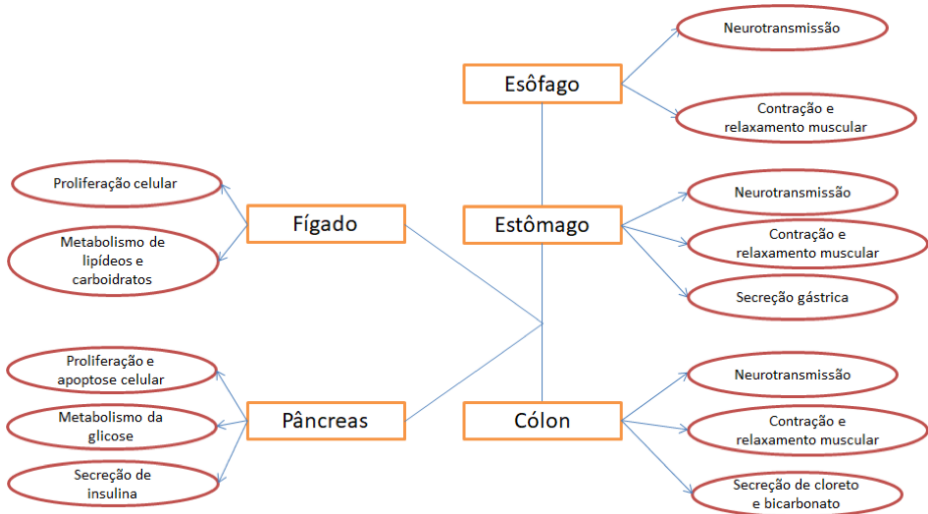 Neurotransmissão
Esôfago
Contração e
relaxamento muscular
Proliferação celular
Fígado
Metabolismo de
lipídeos e
carboidratos
Neurotransmissão
Estômago
Contração e
relaxamento muscular
Secreção gástrica
Proliferação e
apoptose celular
Metabolismo da
glicose
Pâncreas
Secreção de
insulina
Neurotransmissão
Cólon
Contração e
relaxamento muscular
Secreção de cloreto
e bicarbonato